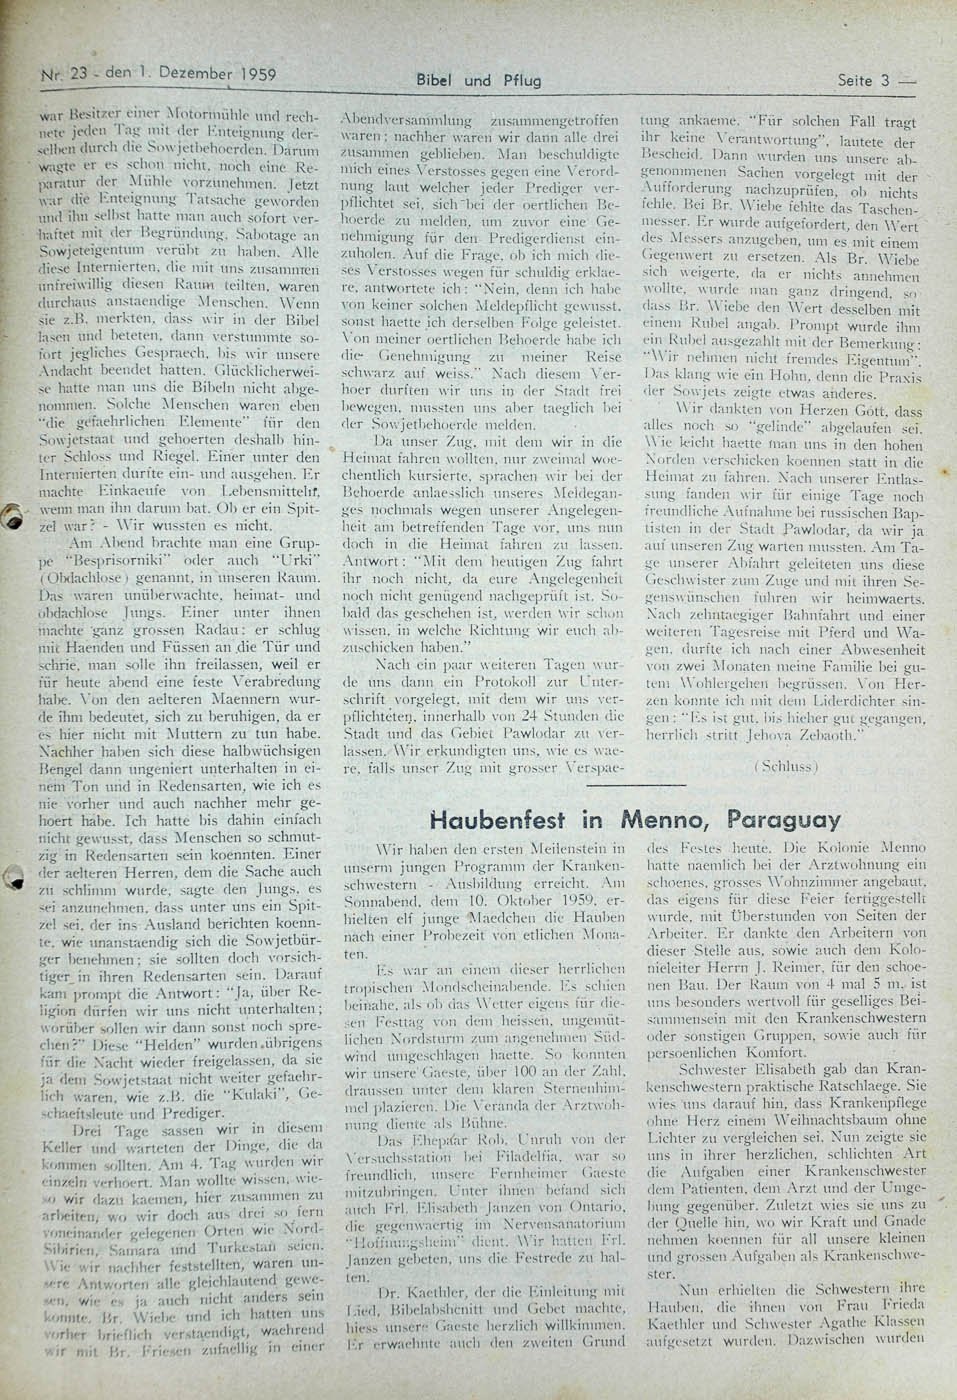 Nr. 23 - den 1. Dezember 1959
Bibel und Pflug
Seite 3 —
war Besitzer einer Motormühle und rech-
nete jeden Tag mit der Enteignung der-
selben durch die Sowjetbehoerden. Darum
wagte er es schon nicht, noch eine Re-
paratur der Mühle vorzunehmen. Jetzt
war die Enteignung Tatsache geworden
und ihn selbst hatte man auch sofort ver-
haftet mit der Begründung, Sabotage an
Sowjeteigentum verübt zu haben. Alle
diese Internierten, die mit uns zusammen
unfreiwillig diesen Raum teilten, waren
durchaus anstaendige Menschen. Wenn
sie z.B. merkten, dass wir in der Bibel
lasen und beteten, dann verstummte so-
fort jegliches Gespraech, bis wir unsere
Andacht beendet hatten. Glücklicherwei-
se hatte man uns die Bibeln nicht abge-
nommen. Solche Menschen waren eben
“die gefaehrlichen Elemente” für den
Sowjetstaat und gehoerten deshalb hin-
ter Schloss und Riegel. Einer unter den
Internierten durfte ein- und ausgehen. Er
machte Einkaeufe von Lebensmitteln,
wenn man ihn darum bat. Ob er ein Spit-
zel war? - Wir wussten es nicht.
Am Abend brachte man eine Grup-
pe “Besprisorniki” oder auch “Urki”
(Obdachlose) genannt, in unseren Raum.
Das waren unüberwachte, heimat- und
obdachlose Jungs. Einer unter ihnen
machte ganz grossen Radau: er schlug
mit Haenden und Füssen an die Tür und
schrie, man solle ihn freilassen, weil er
für heute abend eine feste Verabredung
habe. Von den aelteren Maennern wur-
de ihm bedeutet, sich zu beruhigen, da er
es hier nicht mit Muttern zu tun habe.
Nachher haben sich diese halbwüchsigen
Bengel dann ungeniert unterhalten in ei-
nem Ton und in Redensarten, wie ich es
nie vorher und auch nachher mehr ge-
hoert habe. Ich hatte bis dahin einfach
nicht gewusst, dass Menschen so schmut-
zig in Redensarten sein koennten. Einer
der aelteren Herren, dem die Sache auch
zu schlimm wurde, sagte den Jungs, es
sei anzunehmen, dass unter uns ein Spit-
zel sei, der ins Ausland berichten koenn-
te, wie unanstaendig sich die Sowjetbür-
ger benehmen; sie sollten doch vorsich-
tiger in ihren Redensarten sein. Darauf
kam prompt die Antwort: “Ja, über Re-
ligion dürfen wir uns nicht unterhalten;
worüber sollen wir dann sonst noch spre-
chen?” Diese “Helden” wurden übrigens
für die Nacht wieder freigelassen, da sie
ja dem Sowjetstaat nicht weiter gefaehr-
lich waren, wie z.B. die “Kulaki”, Ge-
schaeftsleute und Prediger.
Drei Tage sassen wir in diesem
Keller und warteten der Dinge, die da
kommen sollten. Am 4. Tag wurden wir
einzeln verhoert. Man wollte wissen, wie-
so wir dazu kaemen, hier zusammen zu
arbeiten, wo wir doch aus drei so fern
voneinander gelegenen Orten wie Nord-
Sibirien, Samara und Turkestan seien.
Wie wir nachher feststellten, waren un-
sere Antworten alle gleichlautend gewe-
sen, wie es ja auch nicht anders sein
konnte. Br. Wiebe und ich hatten uns
vorher brieflich verstaendigt, waehrend
wir mit Br. Friesen zufaellig in einer
Abendversammlung zusammengetroffen
waren; nachher waren wir dann alle drei
zusammen geblieben. Man beschuldigte
mich eines Verstosses gegen eine Verord-
nung laut welcher jeder Prediger ver-
pflichtet sei, sich bei der oertlichen Be-
hoerde zu melden, um zuvor eine Ge-
nehmigung für den Predigerdienst ein-
zuholen. Auf die Frage, ob ich mich die-
ses Verstosses wegen für schuldig erklae-
re, antwortete ich: “Nein, denn ich habe
von keiner solchen Meldepflicht gewusst,
sonst haette ich derselben Folge geleistet.
Von meiner oertlichen Behoerde habe ich
die Genehmigung zu meiner Reise
schwarz auf weiss.” Nach diesem Ver-
hoer durften wir uns in der Stadt frei
bewegen, mussten uns aber taeglich bei
der Sowjetbehoerde melden.
Da unser Zug, mit dem wir in die
Heimat fahren wollten, nur zweimal woe-
chentlich kursierte, sprachen wir bei der
Behoerde anlaesslich unseres Meldegan-
ges nochmals wegen unserer Angelegen-
heit am betreffenden Tage vor, uns nun
doch in die Heimat fahren zu lassen.
Antwort: “Mit dem heutigen Zug fahrt
ihr noch nicht, da eure Angelegenheit
noch nicht genügend nachgeprüft ist. So-
bald das geschehen ist, werden wir schon
wissen, in welche Richtung wir euch ab-
zuschicken haben.”
Nach ein paar weiteren Tagen wur-
de uns dann ein Protokoll zur Unter-
schrift vorgelegt, mit dem wir uns ver-
pflichteten, innerhalb von 24 Stunden die
Stadt und das Gebiet Pawlodar zu ver-
lassen. Wir erkundigten uns, wie es wae-
re, falls unser Zug mit grosser Verspae-
tung ankaeme. “Für solchen Fall tragt
ihr keine Verantwortung”, lautete der
Bescheid. Dann wurden uns unsere ab-
genommenen Sachen vorgelegt mit der
Aufforderung nachzuprüfen, ob nichts
fehle. Bei Br. Wiebe fehlte das Taschen-
messer. Er wurde aufgefordert, den Wert
des Messers anzugeben, um es mit einem
Gegenwert zu ersetzen. Als Br. Wiebe
sich weigerte, da er nichts annehmen
wollte, wurde man ganz dringend, so
dass Br. Wiebe den Wert desselben mit
einem Rubel angab. Prompt wurde ihm
ein Rubel ausgezahlt mit der Bemerkung:
“Wir nehmen nicht fremdes Eigentum”.
Das klang wie ein Hohn, denn die Praxis
der Sowjets zeigte etwas anderes.
Wir dankten von Herzen Gott, dass
alles noch so “gelinde” abgelaufen sei.
Wie leicht haette man uns in den hohen
Norden verschicken koennen statt in die
Heimat zu fahren. Nach unserer Entlas-
sung fanden wir für einige Tage noch
freundliche Aufnahme bei russischen Bap-
tisten in der Stadt Pawlodar, da wir ja
auf unseren Zug warten mussten. Am Ta-
ge unserer Abfahrt geleiteten uns diese
Geschwister zum Zuge und mit ihren Se-
genswünschen fuhren wir heimwaerts.
Nach zehntaegiger Bahnfahrt und einer
weiteren Tagesreise mit Pferd und Wa-
gen, durfte ich nach einer Abwesenheit
von zwei Monaten meine Familie bei gu-
tem Wohlergehen begrüssen. Von Her-
zen konnte ich mit dem Liderdichter sin-
gen: “Es ist gut, bis hieher gut gegangen,
herrlich stritt Jehova Zebaoth.”
(Schluss)
Haubenfest in Menno, Paraguay
Wir haben den ersten Meilenstein in
unserm jungen Programm der Kranken-
schwestern - Ausbildung erreicht. Am
Sonnabend, dem 10. Oktober 1959, er-
hielten elf junge Maedchen die Hauben
nach einer Probezeit von etlichen Mona-
ten.
Es war an einem dieser herrlichen
tropischen Mondscheinabende. Es schien
beinahe, als ob das Wetter eigens für die-
sen Festtag von dem heissen, ungemüt-
lichen Nordsturm zum angenehmen Süd-
wind umgeschlagen haette. So konnten
wir unsere Gaeste, über 100 an der Zahl,
draussen unter dem klaren Sternenhim-
mel plazieren. Die Veranda der Arztwoh-
nung diente als Bühne.
Das Ehepaar Rob. Unruh von der
Versuchsstation bei Filadelfia, war so
freundlich, unsere Fernheimer Gaeste
mitzubringen. Unter ihnen befand sich
auch Frl. Elisabeth Janzen von Ontario,
die gegenwaertig im Nervensanatorium
“Hoffnungsheim” dient. Wir hatten Frl.
Janzen gebeten, uns die Festrede zu hal-
ten.
Dr. Kaethler, der die Einleitung mit
Lied, Bibelabshcnitt und Gebet machte,
hiess unsere Gaeste herzlich willkommen.
Er erwaehnte auch den zweiten Grund
des Festes heute. Die Kolonie Menno
hatte naemlich bei der Arztwohnung ein
schoenes, grosses Wohnzimmer angebaut,
das eigens für diese Feier fertiggestellt
wurde, mit Überstunden von Seiten der
Arbeiter. Er dankte den Arbeitern von
dieser Stelle aus, sowie auch dem Kolo-
nieleiter Herrn J. Reimer, für den schoe-
nen Bau. Der Raum von 4 mal 5 m. ist
uns besonders wertvoll für geselliges Bei-
sammensein mit den Krankenschwestern
oder sonstigen Gruppen, sowie auch für
persoenlichen Komfort.
Schwester Elisabeth gab dan Kran-
kenschwestern praktische Ratschlaege. Sie
wies uns darauf hin, dass Krankenpflege
ohne Herz einem Weihnachtsbaum ohne
Lichter zu vergleichen sei. Nun zeigte sie
uns in ihrer herzlichen, schlichten Art
die Aufgaben einer Krankenschwester
dem Patienten, dem Arzt und der Umge-
bung gegenüber. Zuletzt wies sie uns zu
der Quelle hin, wo wir Kraft und Gnade
nehmen koennen für all unsere kleinen
und grossen Aufgaben als Krankenschwe-
ster.
Nun erhielten die Schwestern ihre
Hauben, die ihnen von Frau Frieda
Kaethler und Schwester Agathe Klassen
aufgesetzt wurden. Dazwischen wurden